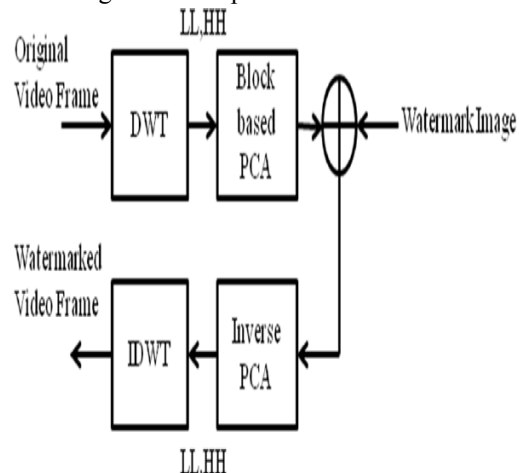 LL,HH
Original
Video Frame
DWT
Block
based
PCA
Watermark Image
Watermarked
Video Frame
IDWT
Inverse
PCA
LL,HH